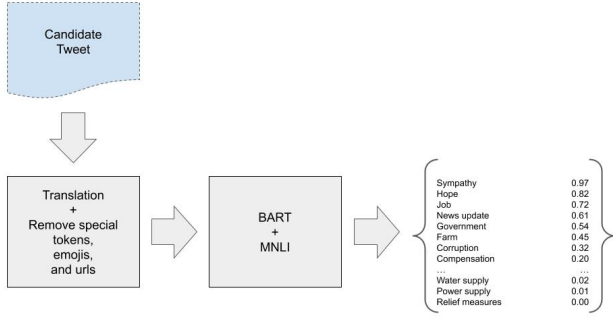 Candidate
Tweet
Translation
+
Remove special
tokens,
emojis,
and urls
BART
+
MNLI
Sympathy 0.97
Hope 0.82
Job 0.72
News update 0.61
Government 0.54
Farm 0.45
Corruption 0.32
Compensation 0.20
... ...
Water supply 0.02
Power supply 0.01
Relief measures 0.00